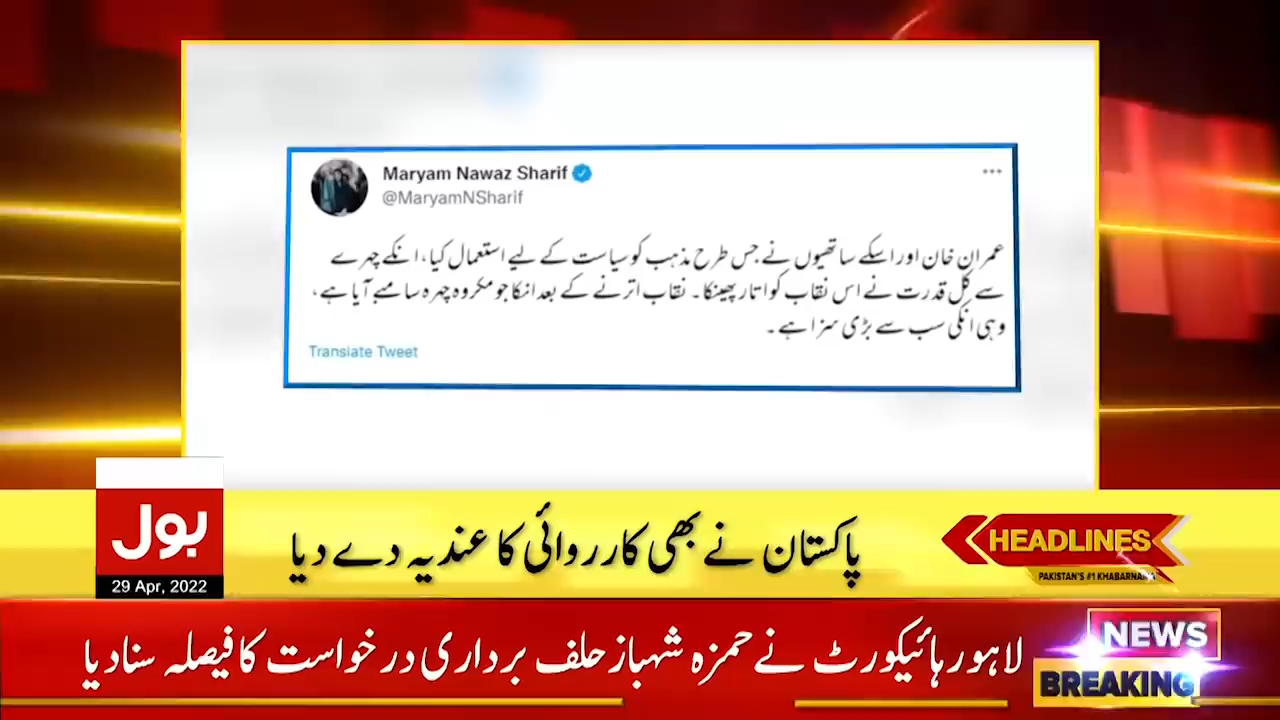 Maryam Nawaz Sharif
@MaryamNSharif
عمران خان اور اسکے ساتھیوں نے جس طرح مذہب کو سیاست کے لیے استعمال کیا، انکے چہرے
سے کل قدرت نے اس نقاب کو اتار پھینکا۔ نقاب اترنے کے بعد انکا جو مکروہ چہرہ سامنے آیا ہے،
وہی انکی سب سے بڑی سزا ہے۔
Translate Tweet
بول
29 Apr, 2022
پاکستان نے بھی کارروائی کا عندیہ دے دیا
HEADLINES
PAKISTAN'S #1 KHABARNAMA
لاہور ہائیکورٹ نے حمزہ شہباز حلف برداری درخواست کا فیصلہ سنا دیا
NEWS
BREAKING